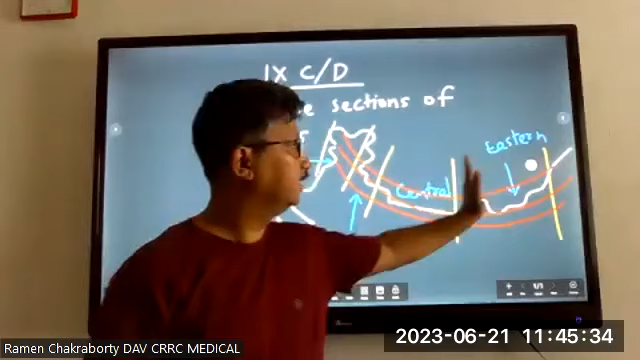 IX C/D
sections of
Central
Eastern
Ramen Chakraborty DAV CRRC MEDICAL
2023-06-21 11:45:34